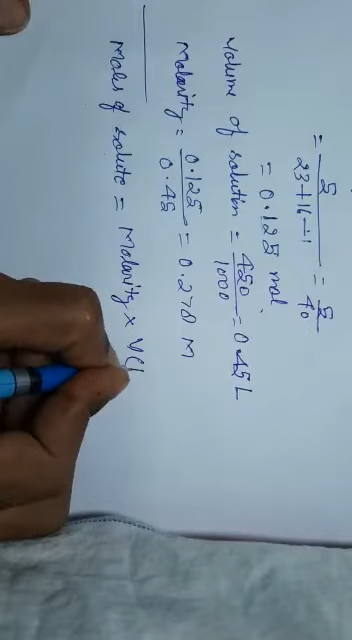 = 5/(23+16-1) = 5/40
= 0.125 mol
Volume of solution = 450/1000 = 0.45 L
Molarity = 0.125/0.45 = 0.278 M
Moles of solute = Molarity × V(